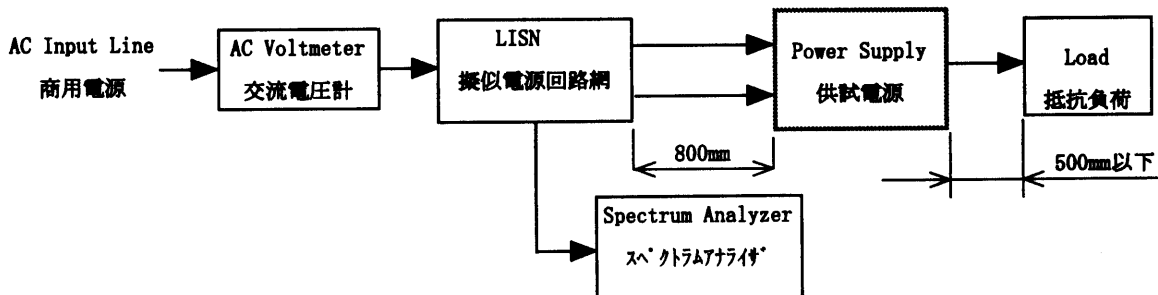 AC Input Line
商用電源
AC Voltmeter
交流電圧計
LISN
擬似電源回路網
Power Supply
供試電源
Load
抵抗負荷
800mm
500mm以下
Spectrum Analyzer
スペクトラムアナライザ